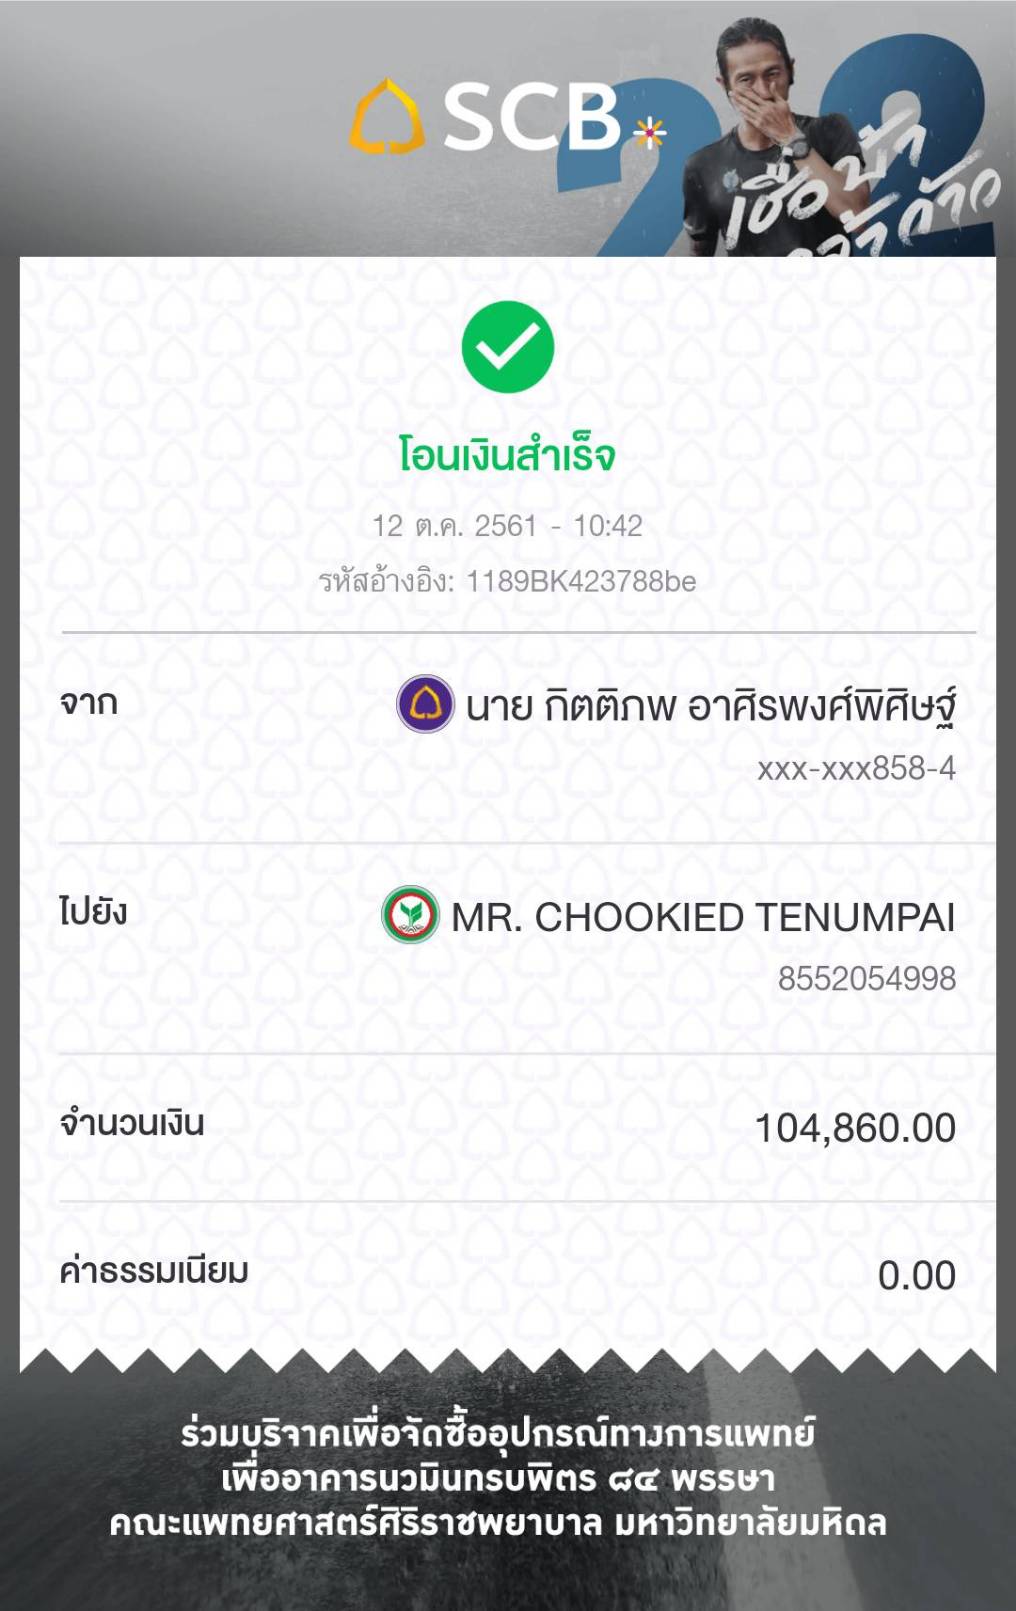 SCB
22
เชื่อบ้า
กล้าก้าว
โอนเงินสำเร็จ
12 ต.ค. 2561 - 10:42
รหัสอ้างอิง: 1189BK423788be
จาก
นาย กิตติภพ อาศิรพงศ์พิศิษฐ์
xxx-xxx858-4
ไปยัง
MR. CHOOKIED TENUMPAI
8552054998
จำนวนเงิน
104,860.00
ค่าธรรมเนียม
0.00
ร่วมบริจาคเพื่อจัดซื้ออุปกรณ์ทางการแพทย์
เพื่ออาคารนวมินทรบพิตร ๘๔ พรรษา
คณะแพทยศาสตร์ศิริราชพยาบาล มหาวิทยาลัยมหิดล